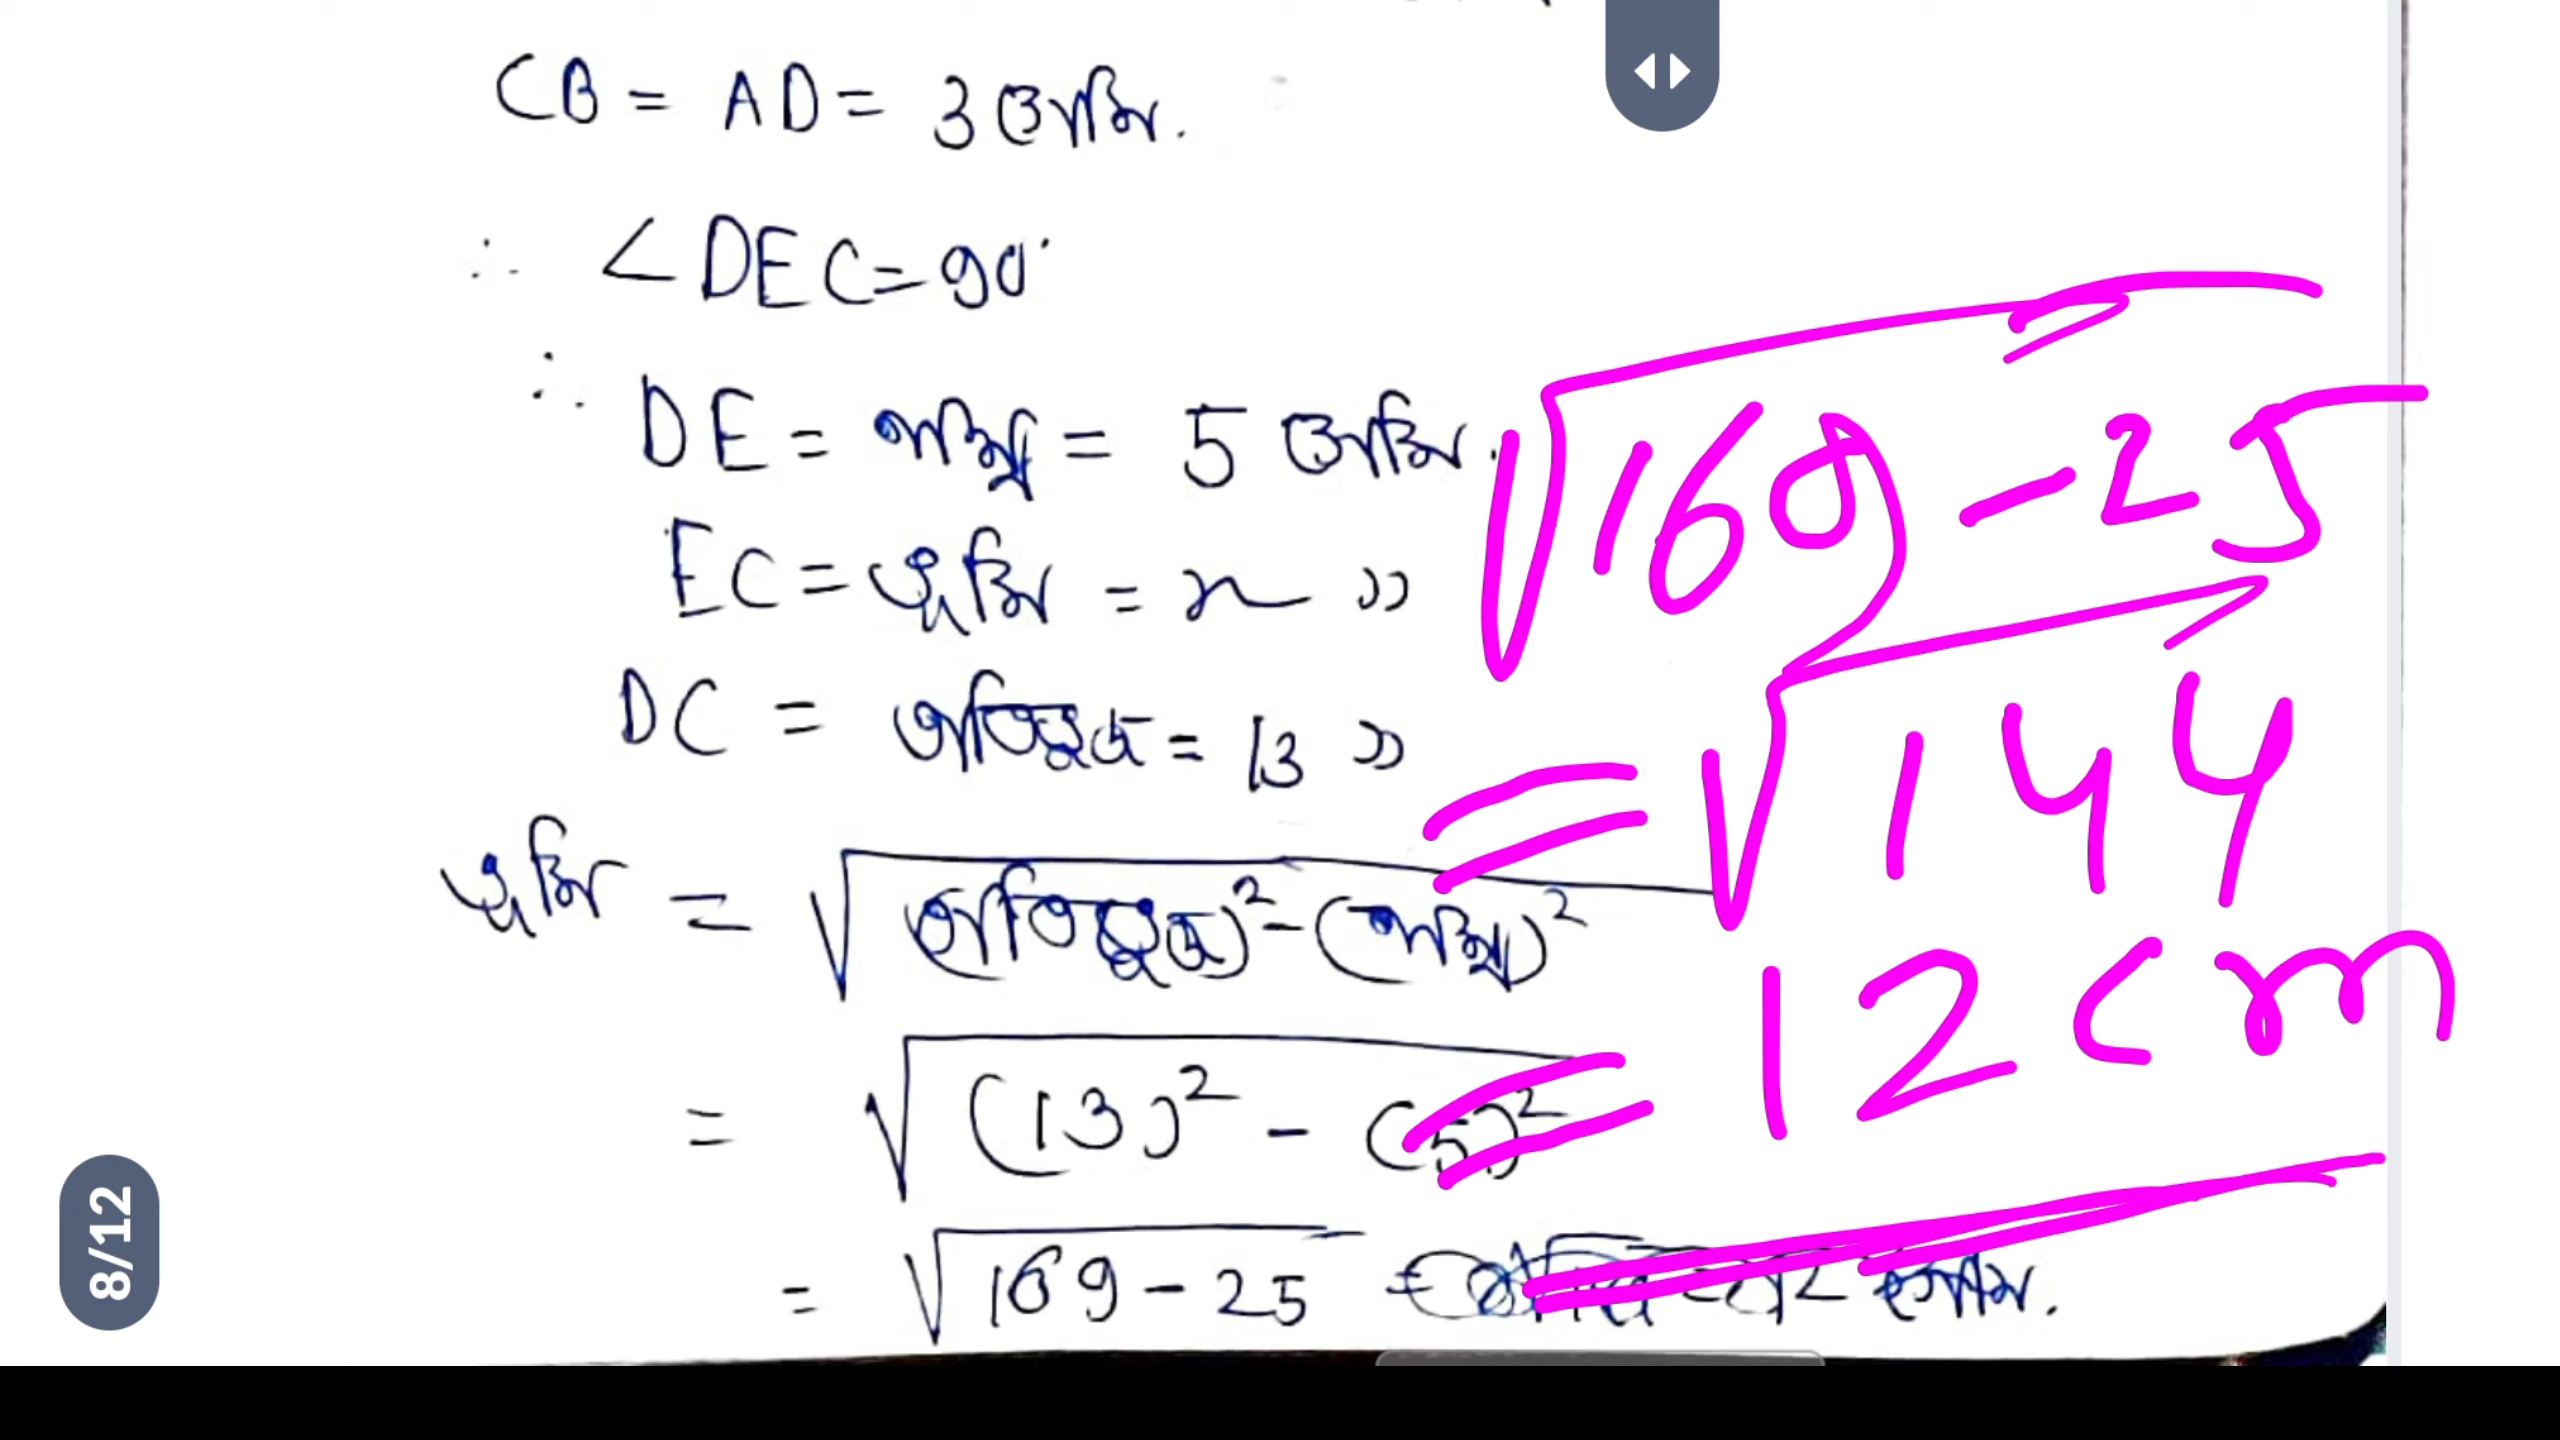 CB = AD = 3 সেমি.
∴ ∠DEC = 90°
∴ DE = লম্ব = 5 সেমি.
EC = ভূমি = x »
DC = অতিভুজ = 13 »
ভূমি = √(অতিভুজ)² - (লম্ব)²
= √(13)² - (5)²
= √169 - 25 =
√169 - 25
= √144
= 12 cm
8/12